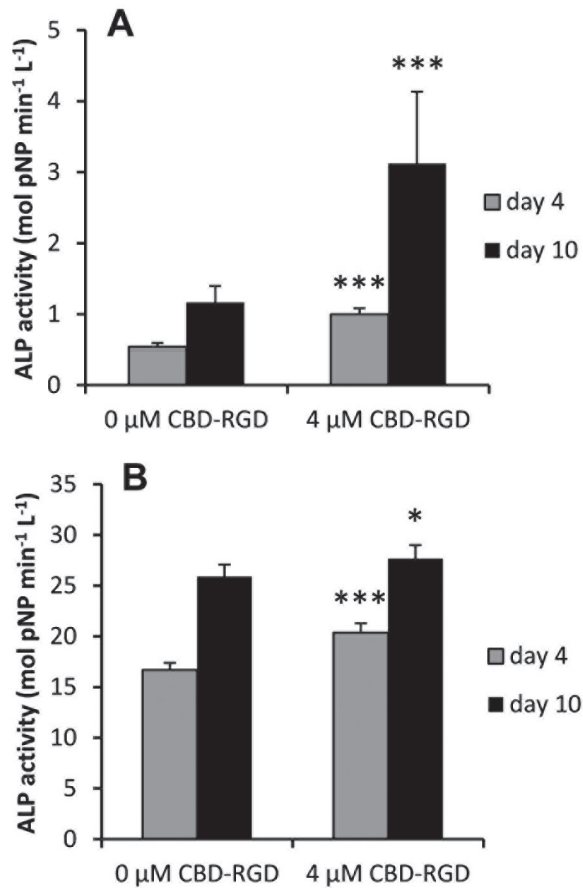 A
ALP activity (mol pNP min⁻¹ L⁻¹)
5
4
3
2
1
0
***
***
day 4
day 10
0 µM CBD-RGD
4 µM CBD-RGD
B
ALP activity (mol pNP min⁻¹ L⁻¹)
35
30
25
20
15
10
5
0
*
***
day 4
day 10
0 µM CBD-RGD
4 µM CBD-RGD